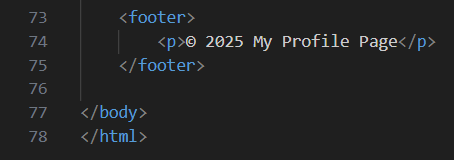 73 <footer>
74 <p>© 2025 My Profile Page</p>
75 </footer>
76
77 </body>
78 </html>